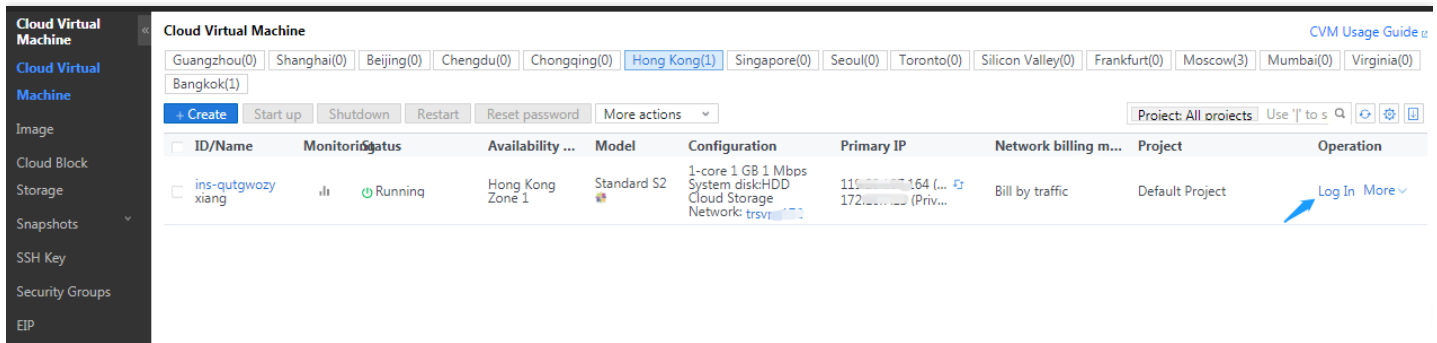 Cloud Virtual Machine
«
Cloud Virtual Machine
Image
Cloud Block Storage
Snapshots
SSH Key
Security Groups
EIP
Cloud Virtual Machine
CVM Usage Guide
Guangzhou(0) Shanghai(0) Beijing(0) Chengdu(0) Chongqing(0) Hong Kong(1) Singapore(0) Seoul(0) Toronto(0) Silicon Valley(0) Frankfurt(0) Moscow(3) Mumbai(0) Virginia(0)
Bangkok(1)
+ Create Start up Shutdown Restart Reset password More actions Project: All projects Use '|' to s
ID/Name Monitoring Status Availability ... Model Configuration Primary IP Network billing m... Project Operation
ins-qutgwozy
xiang
Running
Hong Kong
Zone 1
Standard S2
1-core 1 GB 1 Mbps
System disk:HDD
Cloud Storage
Network:
164 (...
172. (Priv...
Bill by traffic
Default Project
Log In More